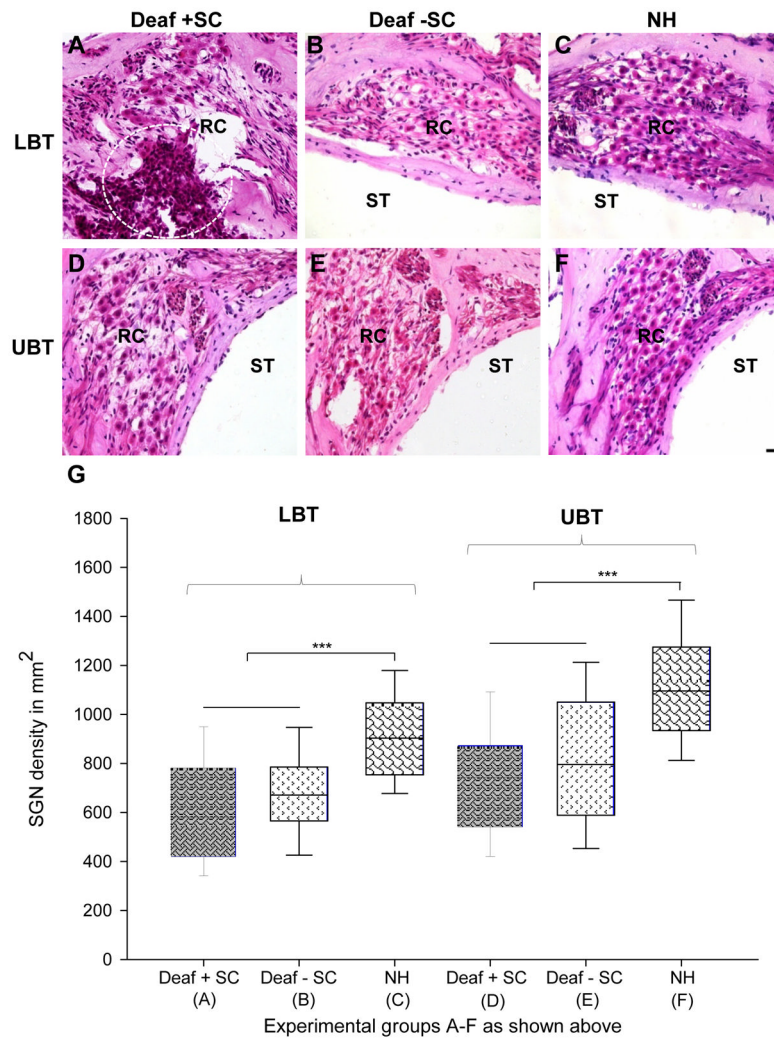 Deaf +SC Deaf -SC NH
A B C
LBT RC RC RC
ST ST
D E F
UBT RC RC RC
ST ST ST
G
LBT UBT
*** ***
1800
1600
1400
1200
1000
800
600
400
200
0
SGN density in mm2
Deaf + SC Deaf - SC NH Deaf + SC Deaf - SC NH
(A) (B) (C) (D) (E) (F)
Experimental groups A-F as shown above